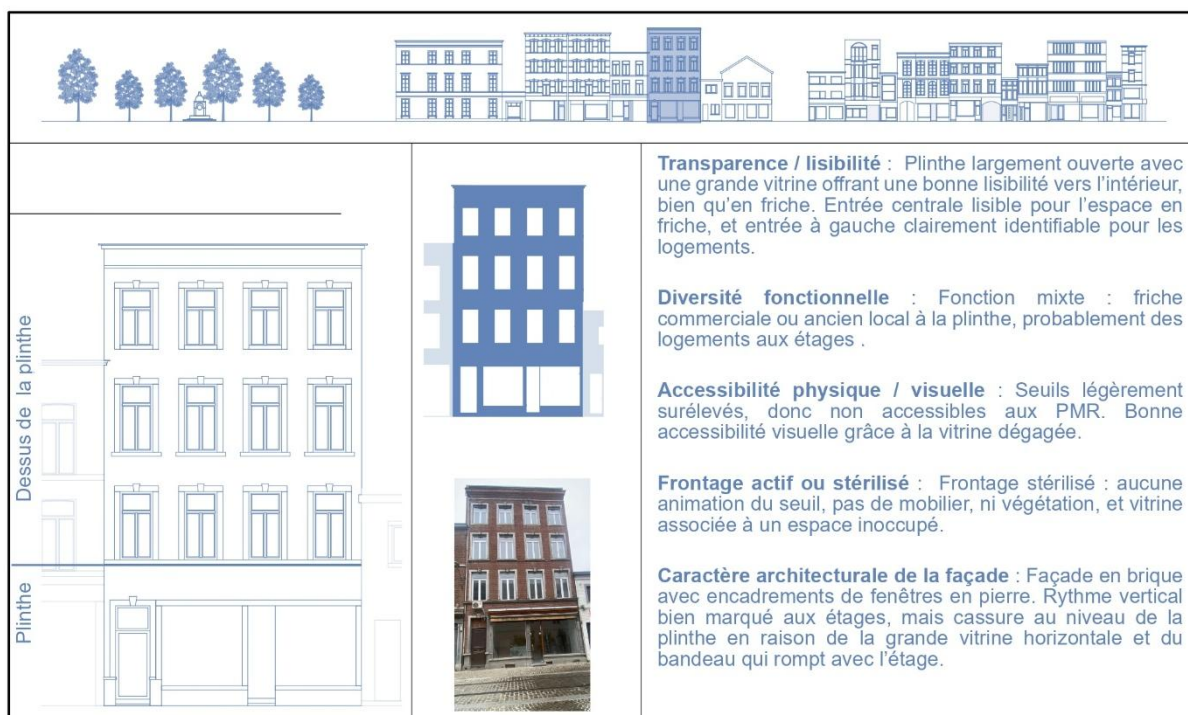 Dessus de la plinthe
Plinthe
Transparence / lisibilité : Plinthe largement ouverte avec
une grande vitrine offrant une bonne lisibilité vers l'intérieur,
bien qu'en friche. Entrée centrale lisible pour l'espace en
friche, et entrée à gauche clairement identifiable pour les
logements.
Diversité fonctionnelle : Fonction mixte : friche
commerciale ou ancien local à la plinthe, probablement des
logements aux étages .
Accessibilité physique / visuelle : Seuils légèrement
surélevés, donc non accessibles aux PMR. Bonne
accessibilité visuelle grâce à la vitrine dégagée.
Frontage actif ou stérilisé : Frontage stérilisé : aucune
animation du seuil, pas de mobilier, ni végétation, et vitrine
associée à un espace inoccupé.
Caractère architecturale de la façade : Façade en brique
avec encadrements de fenêtres en pierre. Rythme vertical
bien marqué aux étages, mais cassure au niveau de la
plinthe en raison de la grande vitrine horizontale et du
bandeau qui rompt avec l'étage.